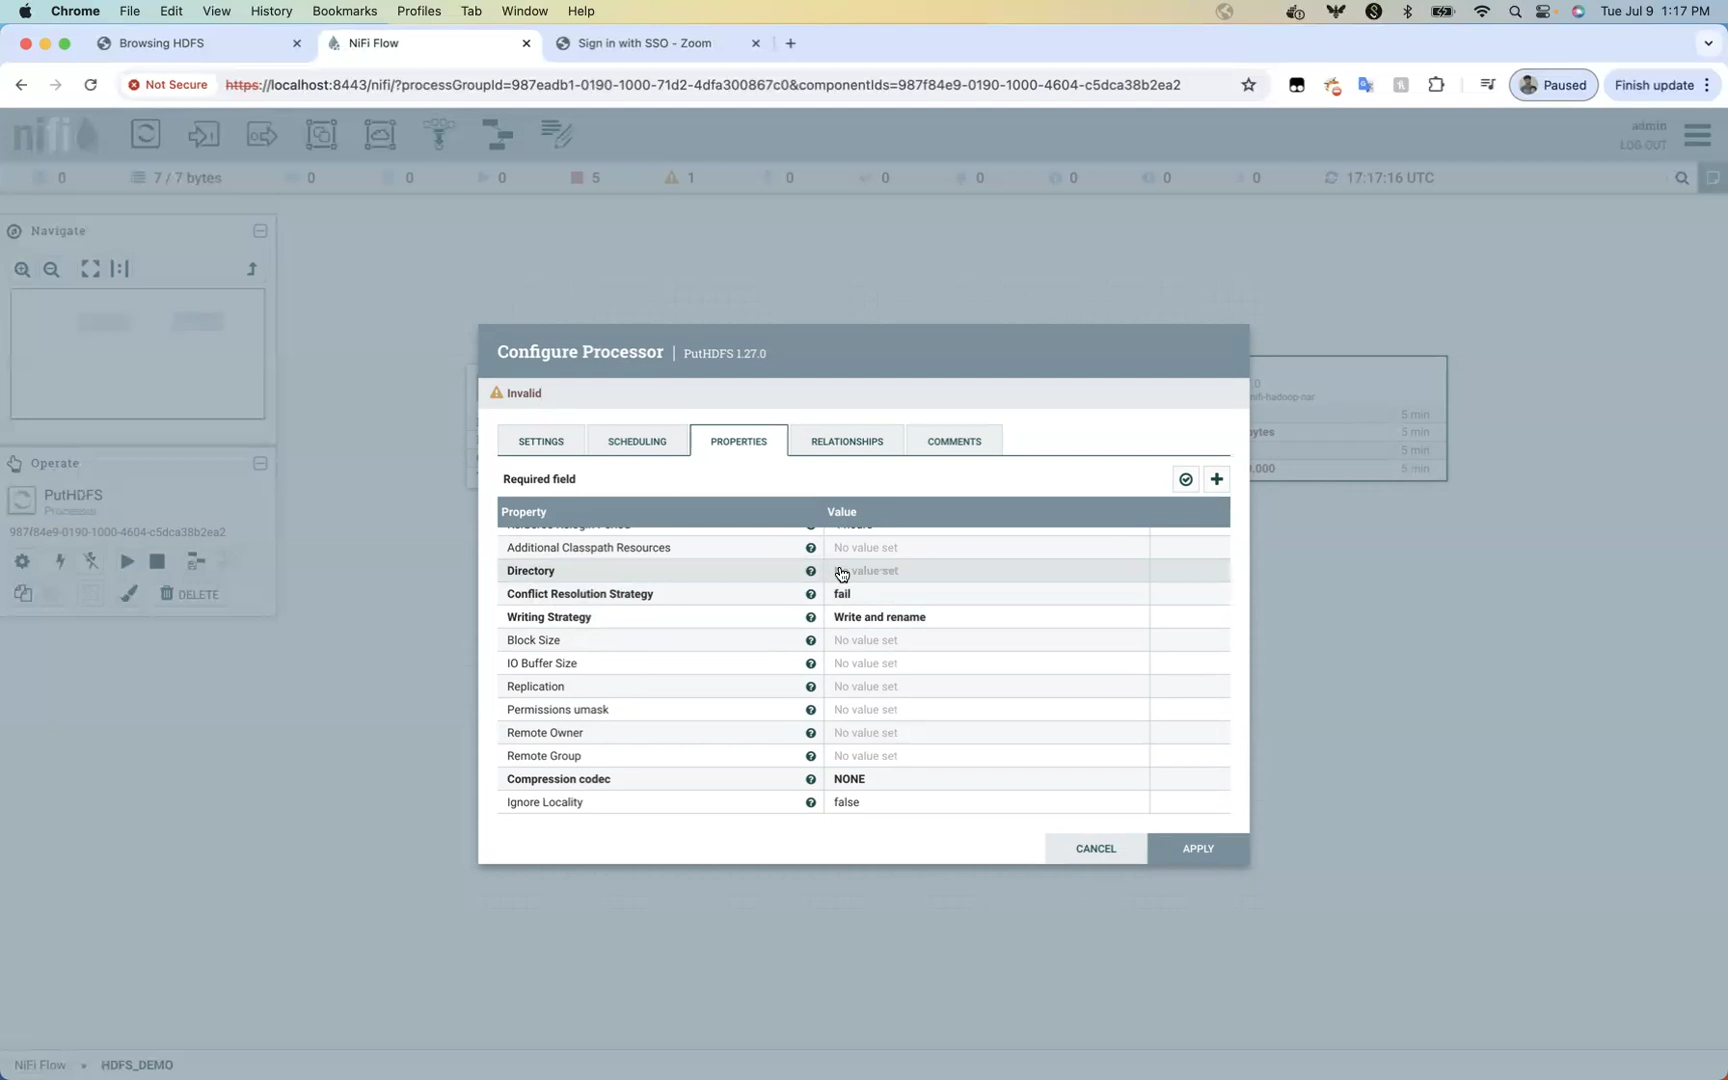 Chrome File Edit View History Bookmarks Profiles Tab Window Help Tue Jul 9 1:17 PM
Browsing HDFS NiFi Flow Sign in with SSO - Zoom
Not Secure https://localhost:8443/nifi/?processGroupId=987eadb1-0190-1000-71d2-4dfa300867c0&componentIds=987f84e9-0190-1000-4604-c5dca38b2ea2 Paused Finish update
nifi admin
LOG OUT
0 7 / 7 bytes 0 0 0 5 1 0 0 0 0 0 0 17:17:16 UTC
Navigate
Operate
PutHDFS
Processor
987f84e9-0190-1000-4604-c5dca38b2ea2
DELETE
Configure Processor | PutHDFS 1.27.0
Invalid
SETTINGS SCHEDULING PROPERTIES RELATIONSHIPS COMMENTS
Required field
Property Value
Additional Classpath Resources No value set
Directory value set
Conflict Resolution Strategy fail
Writing Strategy Write and rename
Block Size No value set
IO Buffer Size No value set
Replication No value set
Permissions umask No value set
Remote Owner No value set
Remote Group No value set
Compression codec NONE
Ignore Locality false
CANCEL APPLY
nifi-hadoop-nar
5 min
5 min
5 min
5 min
NiFi Flow » HDFS_DEMO